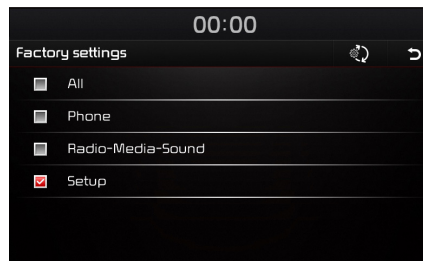 00:00
Factory settings
All
Phone
Radio-Media-Sound
Setup